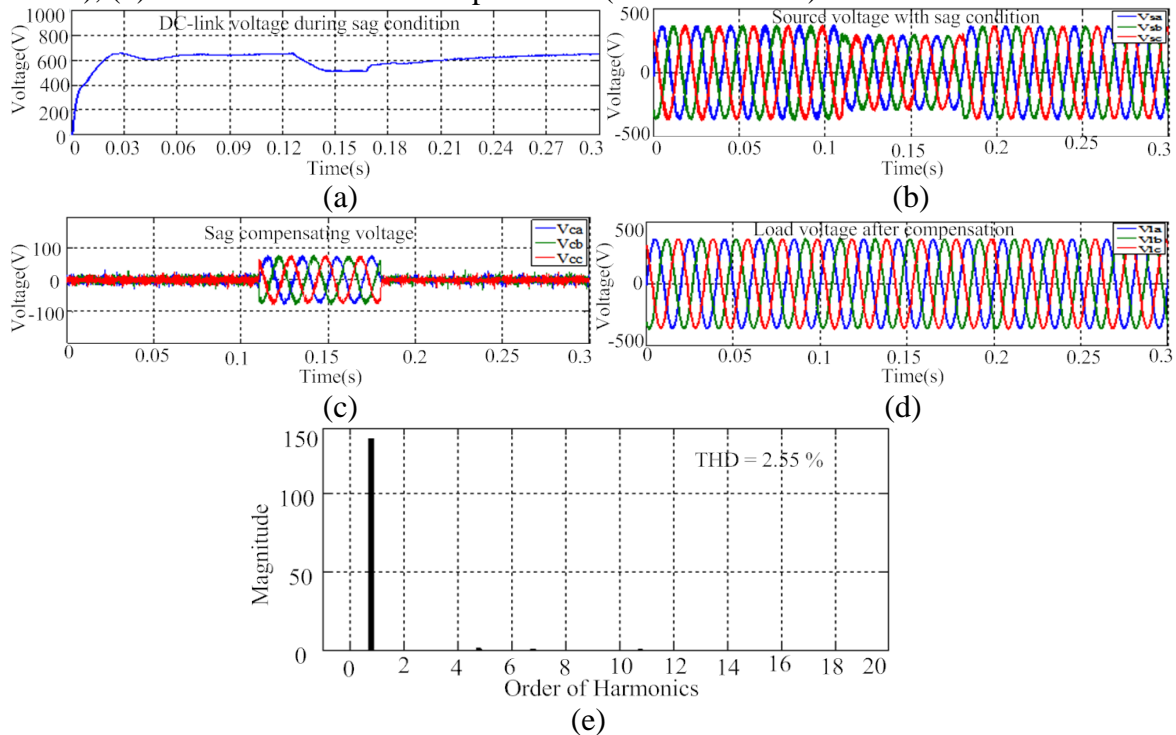 ), ( )
DC-link voltage during sag condition
Voltage(V)
1000
800
600
400
200
0
0 0.03 0.06 0.09 0.12 0.13 0.16 0.18 0.21 0.24 0.27 0.3
Time(s)
(a)
Source voltage with sag condition
Vsa
Vsb
Vsc
Voltage(V)
500
0
-500
0 0.05 0.1 0.15 0.2 0.25 0.3
Time(s)
(b)
Sag compensating voltage
Vca
Vcb
Vcc
Voltage(V)
100
0
-100
0 0.05 0.1 0.15 0.2 0.25 0.3
Time(s)
(c)
Load voltage after compensation
Vla
Vlb
Vlc
Voltage(V)
500
0
-500
0 0.05 0.1 0.15 0.2 0.25 0.3
Time(s)
(d)
THD = 2.55 %
Magnitude
150
100
50
0
0 2 4 6 8 10 12 14 16 18 20
Order of Harmonics
(e)